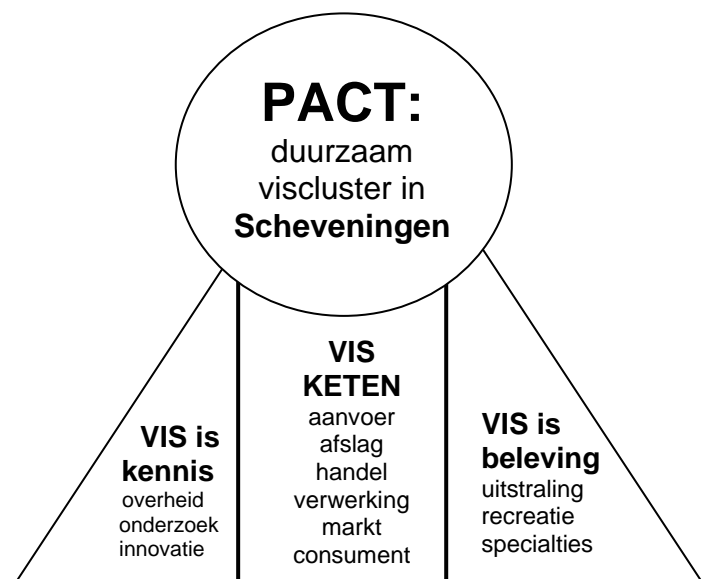 PACT:
duurzaam
viscluster in
Scheveningen
VIS is
kennis
overheid
onderzoek
innovatie
VIS
KETEN
aanvoer
afslag
handel
verwerking
markt
consument
VIS is
beleving
uitstraling
recreatie
specialties